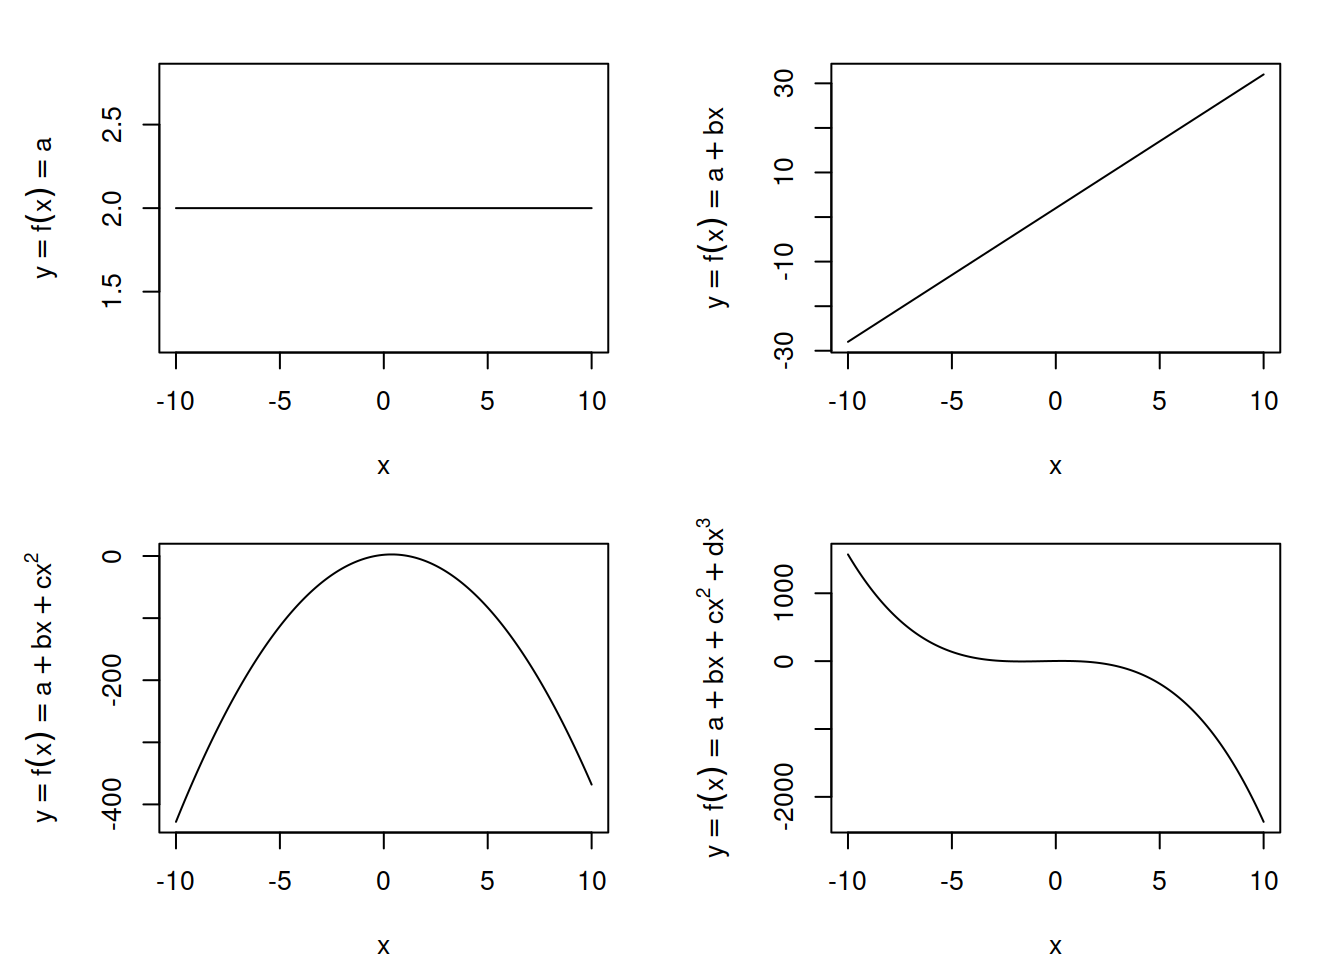 y = f(x) = a
2.5
2.0
1.5
-10 -5 0 5 10
x
y = f(x) = a + bx
30
10
-10
-30
-10 -5 0 5 10
x
y = f(x) = a + bx + cx²
0
-200
-400
-10 -5 0 5 10
x
y = f(x) = a + bx + cx² + dx³
1000
0
-2000
-10 -5 0 5 10
x